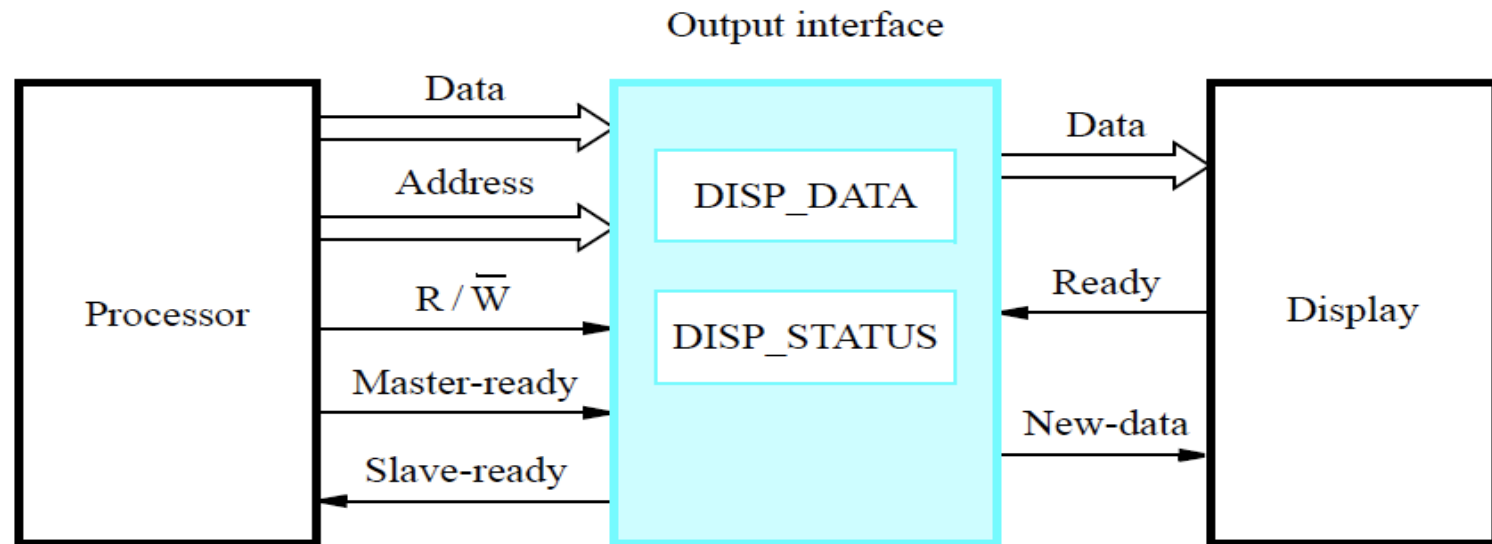 Output interface
Data
Address
R / W̅
Master-ready
Slave-ready
Processor
DISP_DATA
DISP_STATUS
Data
Ready
New-data
Display